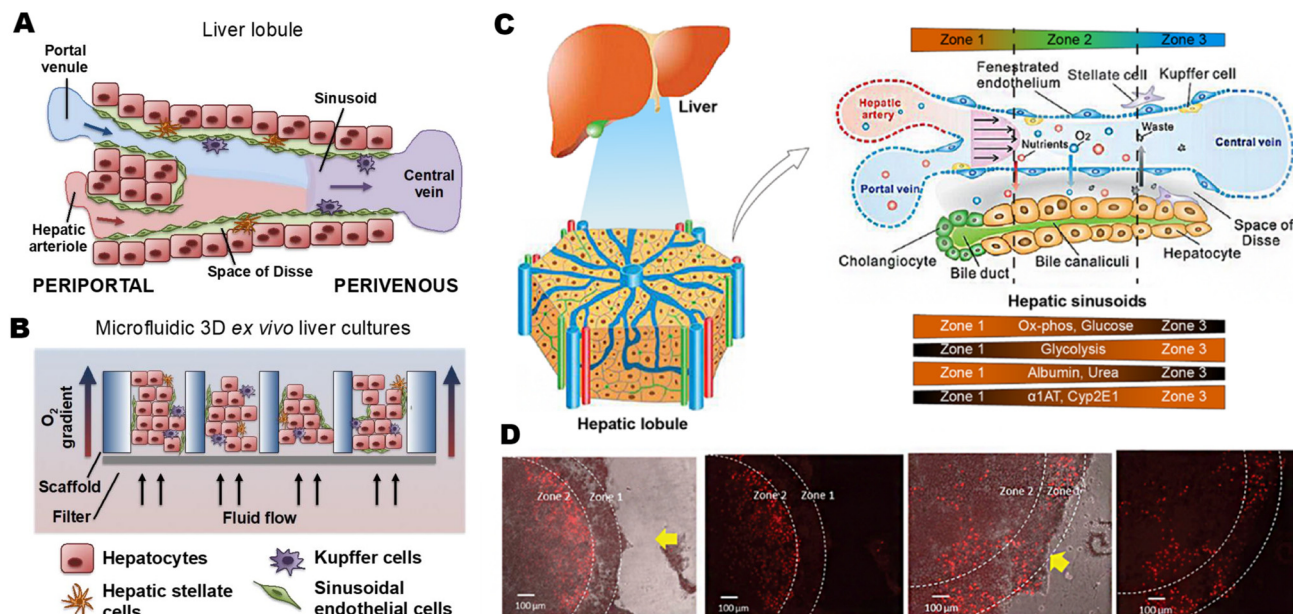 A
Liver lobule
Portal
venule
Sinusoid
Central
vein
Hepatic
arteriole
Space of Disse
PERIPORTAL
PERIVENOUS
B
Microfluidic 3D ex vivo liver cultures
O2
gradient
Scaffold
Filter
Fluid flow
Hepatocytes
Kupffer cells
Hepatic stellate
cells
Sinusoidal
endothelial cells
C
Liver
Hepatic lobule
Zone 1
Zone 2
Zone 3
Fenestrated
endothelium
Stellate cell
Kupffer cell
Hepatic
artery
Nutrients
O2
Waste
Central vein
Portal vein
Space of
Disse
Cholangiocyte
Bile duct
Bile canaliculi
Hepatocyte
Hepatic sinusoids
Zone 1 Ox-phos, Glucose Zone 3
Zone 1 Glycolysis Zone 3
Zone 1 Albumin, Urea Zone 3
Zone 1 α1AT, Cyp2E1 Zone 3
D
Zone 2 Zone 1
100 µm
Zone 2 Zone 1
100 µm
Zone 2 Zone 1
100 µm
100 µm